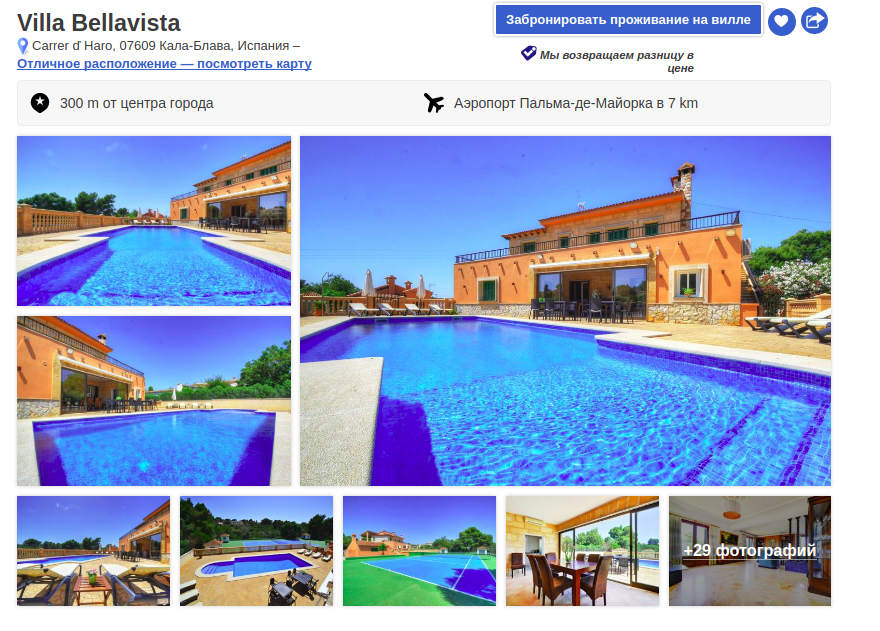 Villa Bellavista
Забронировать проживание на вилле
Carrer ď Haro, 07609 Кала-Блава, Испания –
Отличное расположение — посмотреть карту
Мы возвращаем разницу в
цене
300 m от центра города
Аэропорт Пальма-де-Майорка в 7 km
+29 фотографий